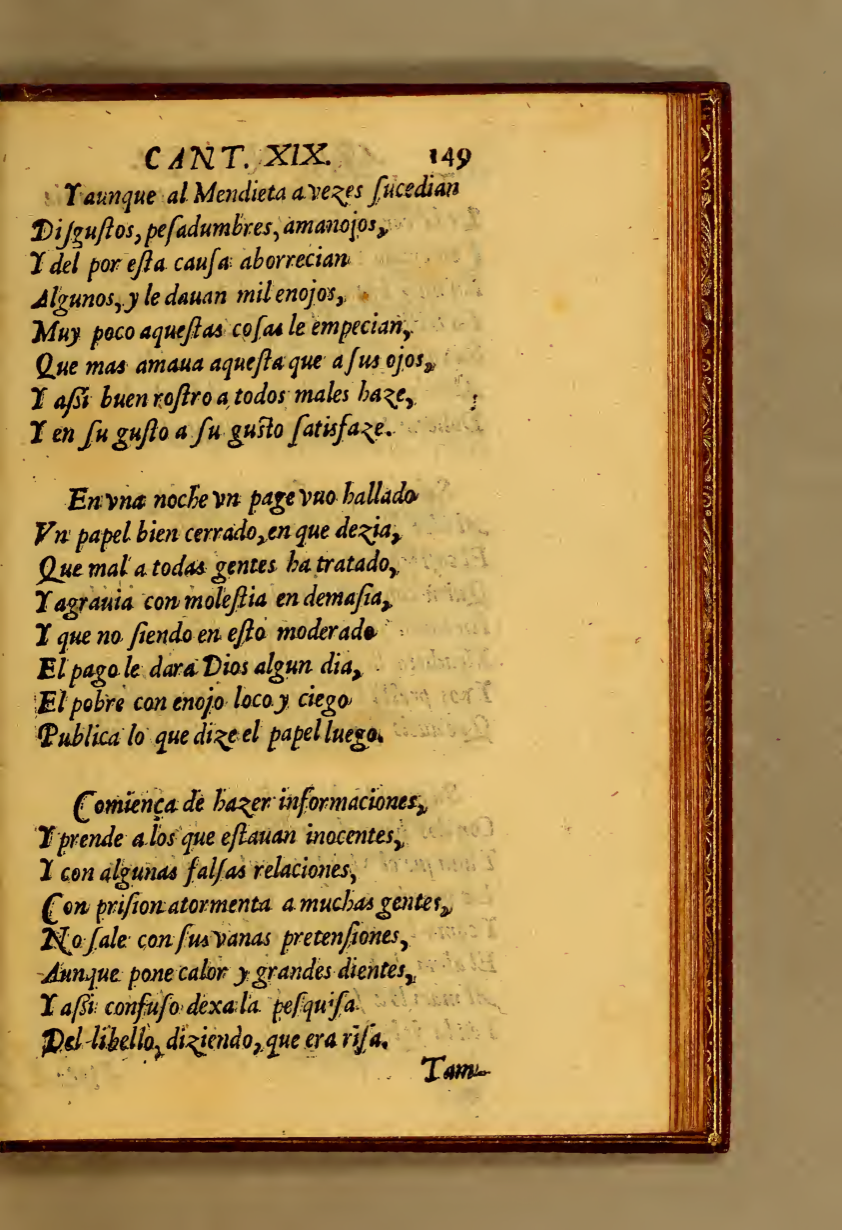 CANT. XIX. 149
Y aunque al Mendieta a vezes ſucedian
Diſguſtos, peſadumbres, amanojos,
Y del por eſta cauſa aborrecian
Algunos, y le dauan mil enojos,
Muy poco aqueſtas coſas le empecian,
Que mas amaua aqueſta que a ſus ojos,
Y aſsi buen roſtro a todos males haze,
Y en ſu guſto a ſu guſto ſatisfaze.
En vna noche vn page vuo hallado
Vn papel bien cerrado, en que dezia,
Que mal a todas gentes ha tratado,
Y agrauia con moleſtia en demaſia,
Y que no ſiendo en eſto moderado
El pago le dara Dios algun dia,
El pobre con enojo loco y ciego
Publica lo que dize el papel luego.
Comiença de hazer informaciones,
Y prende a los que eſtauan inocentes,
Y con algunas falſas relaciones,
Con priſion atormenta a muchas gentes,
No ſale con ſus vanas pretenſiones,
Aunque pone calor y grandes dientes,
Y aſsi confuſo dexa la peſquiſa
Del libello, diziendo, que era riſa.
Tam-